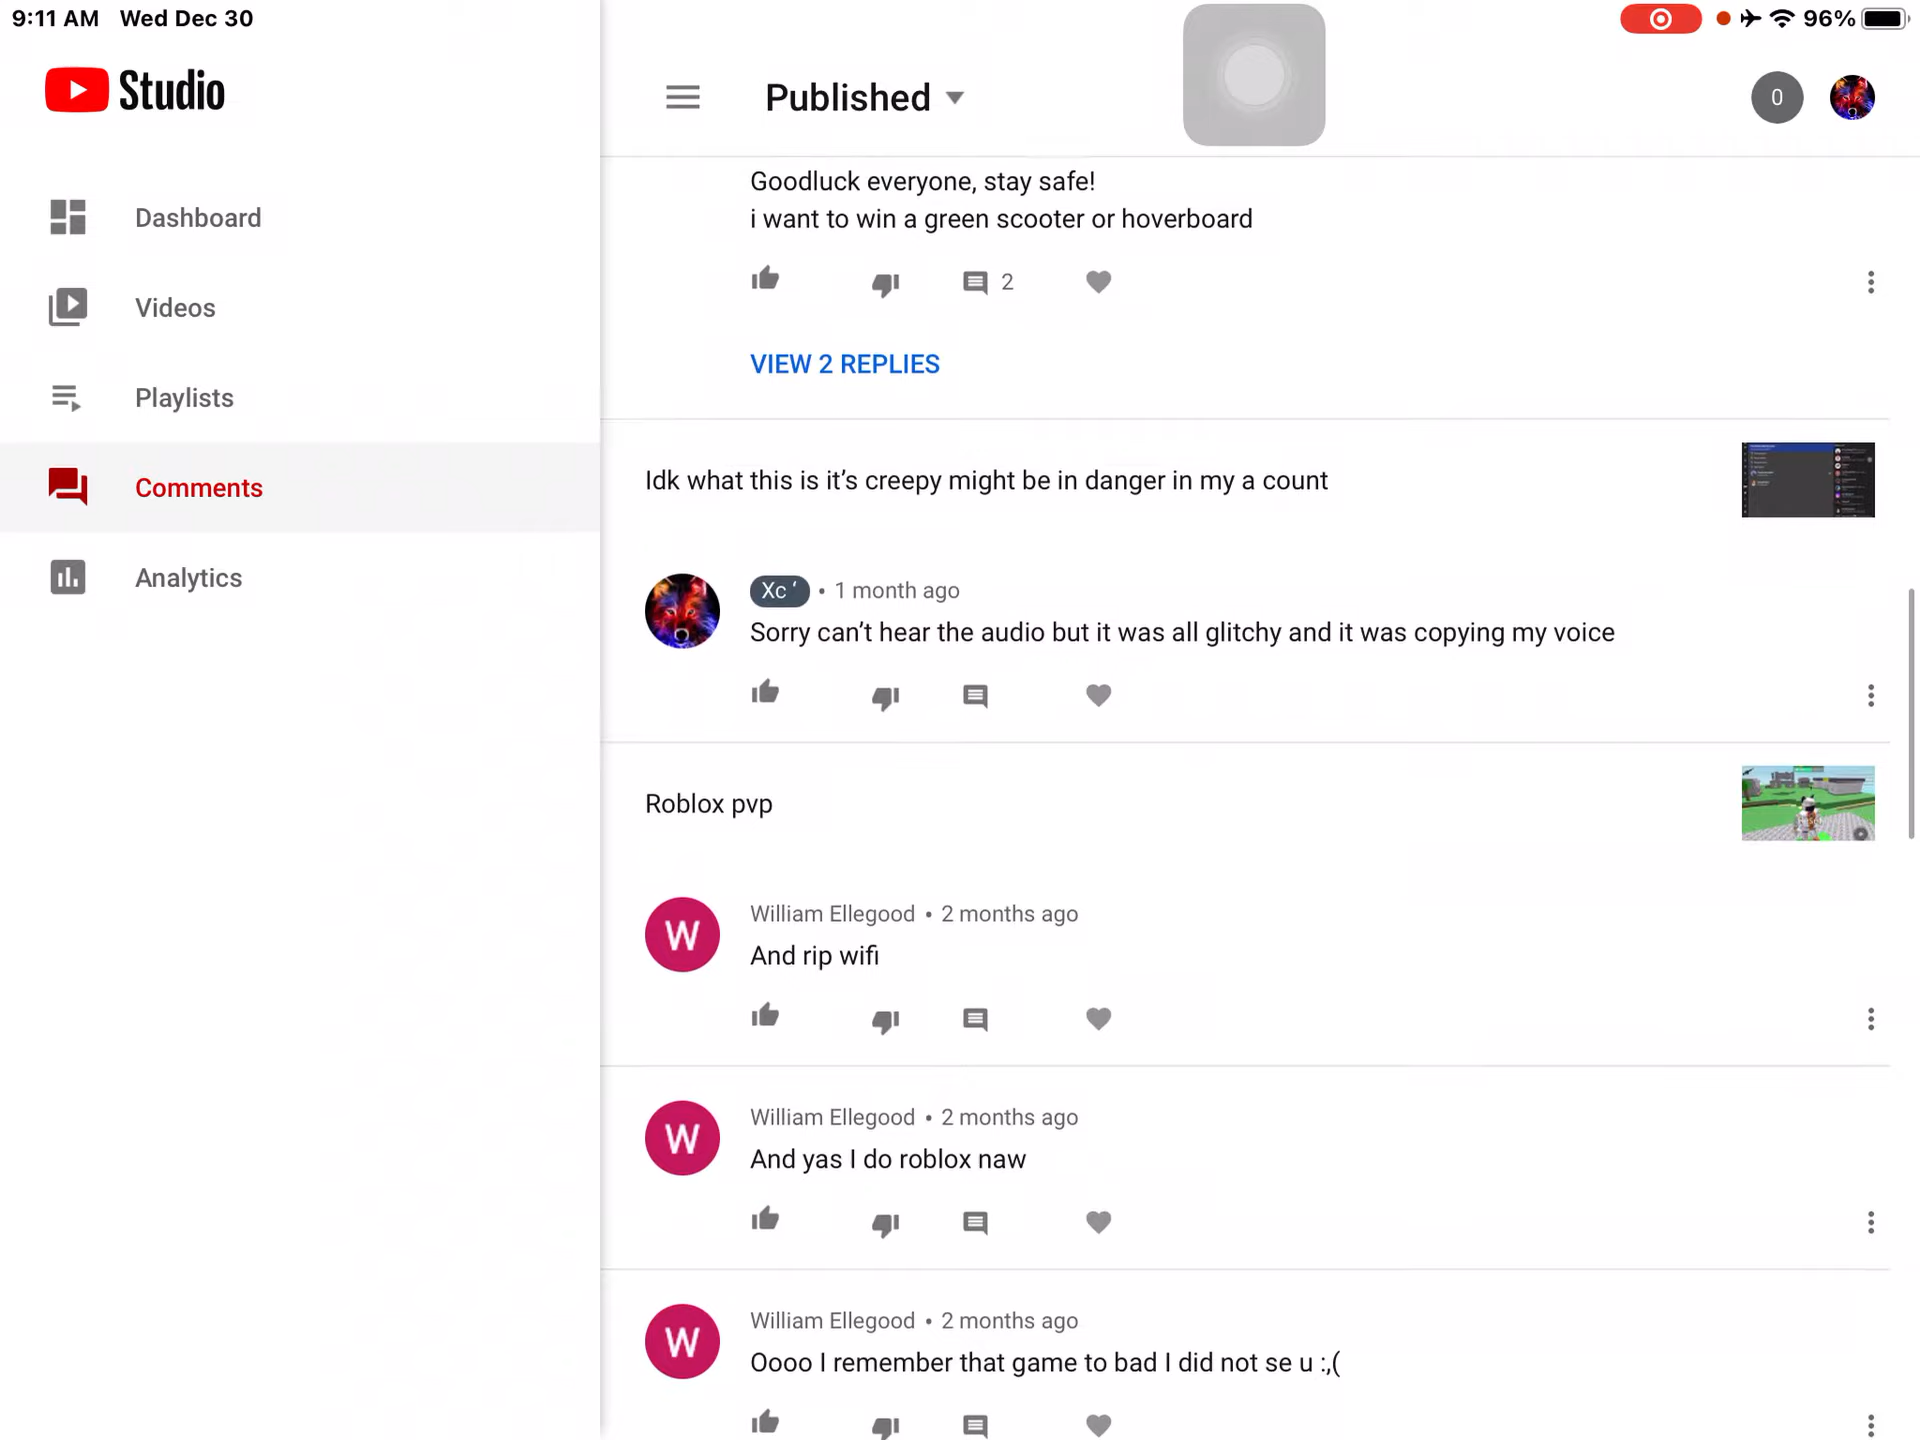 9:11 AM Wed Dec 30
96%
Studio
Published
0
Dashboard
Videos
Playlists
Comments
Analytics
Goodluck everyone, stay safe!
i want to win a green scooter or hoverboard
2
VIEW 2 REPLIES
Idk what this is it’s creepy might be in danger in my a count
Xc ‘ • 1 month ago
Sorry can’t hear the audio but it was all glitchy and it was copying my voice
Roblox pvp
W
William Ellegood • 2 months ago
And rip wifi
W
William Ellegood • 2 months ago
And yas I do roblox naw
W
William Ellegood • 2 months ago
Oooo I remember that game to bad I did not se u :,(